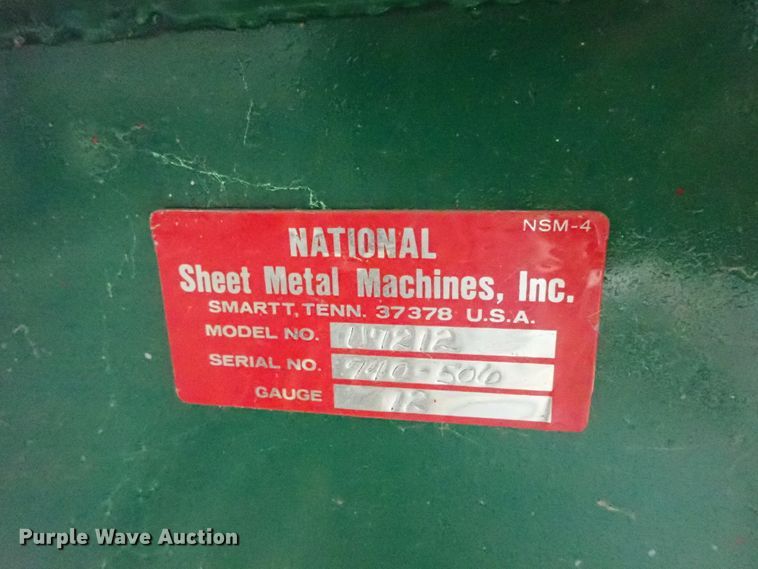 NSM-4
NATIONAL
Sheet Metal Machines, Inc.
SMARTT, TENN. 37378 U.S.A.
MODEL NO.
SERIAL NO. 740-506
GAUGE 12
Purple Wave Auction